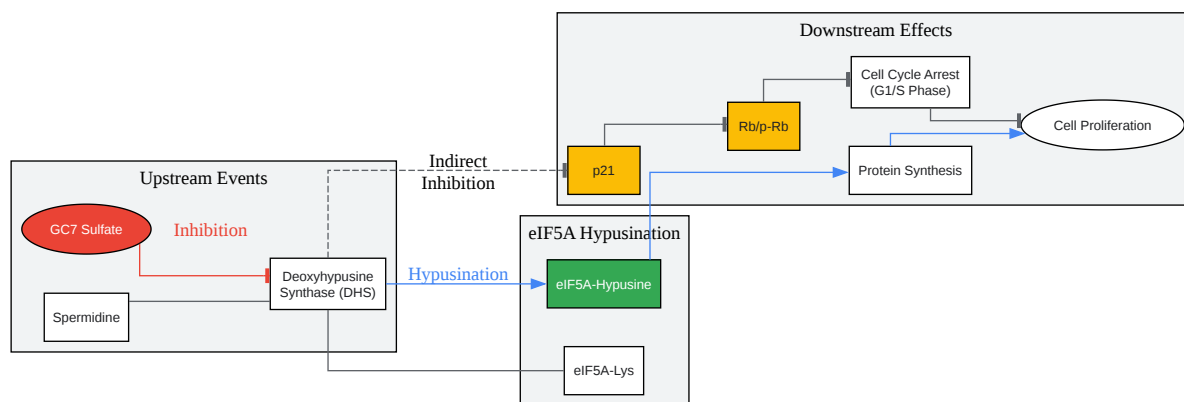 Downstream Effects
Cell Cycle Arrest
(G1/S Phase)
Rb/p-Rb
Cell Proliferation
Indirect
Inhibition
p21
Protein Synthesis
Upstream Events
GC7 Sulfate
Inhibition
eIF5A Hypusination
Deoxyhypusine
Synthase (DHS)
Hypusination
eIF5A-Hypusine
Spermidine
eIF5A-Lys